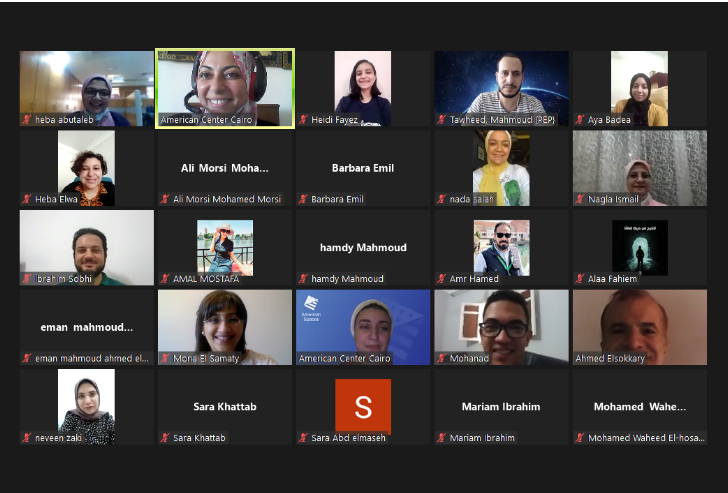 heba abutaleb
American Center Cairo
Heidi Fayez
Tawheed, Mahmoud (PEP)
Aya Badea
Heba Elwa
Ali Morsi Moha...
Ali Morsi Mohamed Morsi
Barbara Emil
Barbara Emil
nada salah
Nagla Ismail
Ibrahim Sobhi
AMAL MOSTAFA
hamdy Mahmoud
hamdy Mahmoud
Amr Hamed
Alaa Fahiem
eman mahmoud...
eman mahmoud ahmed el...
Mona El Samaty
American
Spaces
American Center Cairo
Mohanad
Ahmed Elsokkary
neveen zaki
Sara Khattab
Sara Khattab
S
Sara Abd elmaseh
Mariam Ibrahim
Mariam Ibrahim
Mohamed Wahe...
Mohamed Waheed El-hosa...